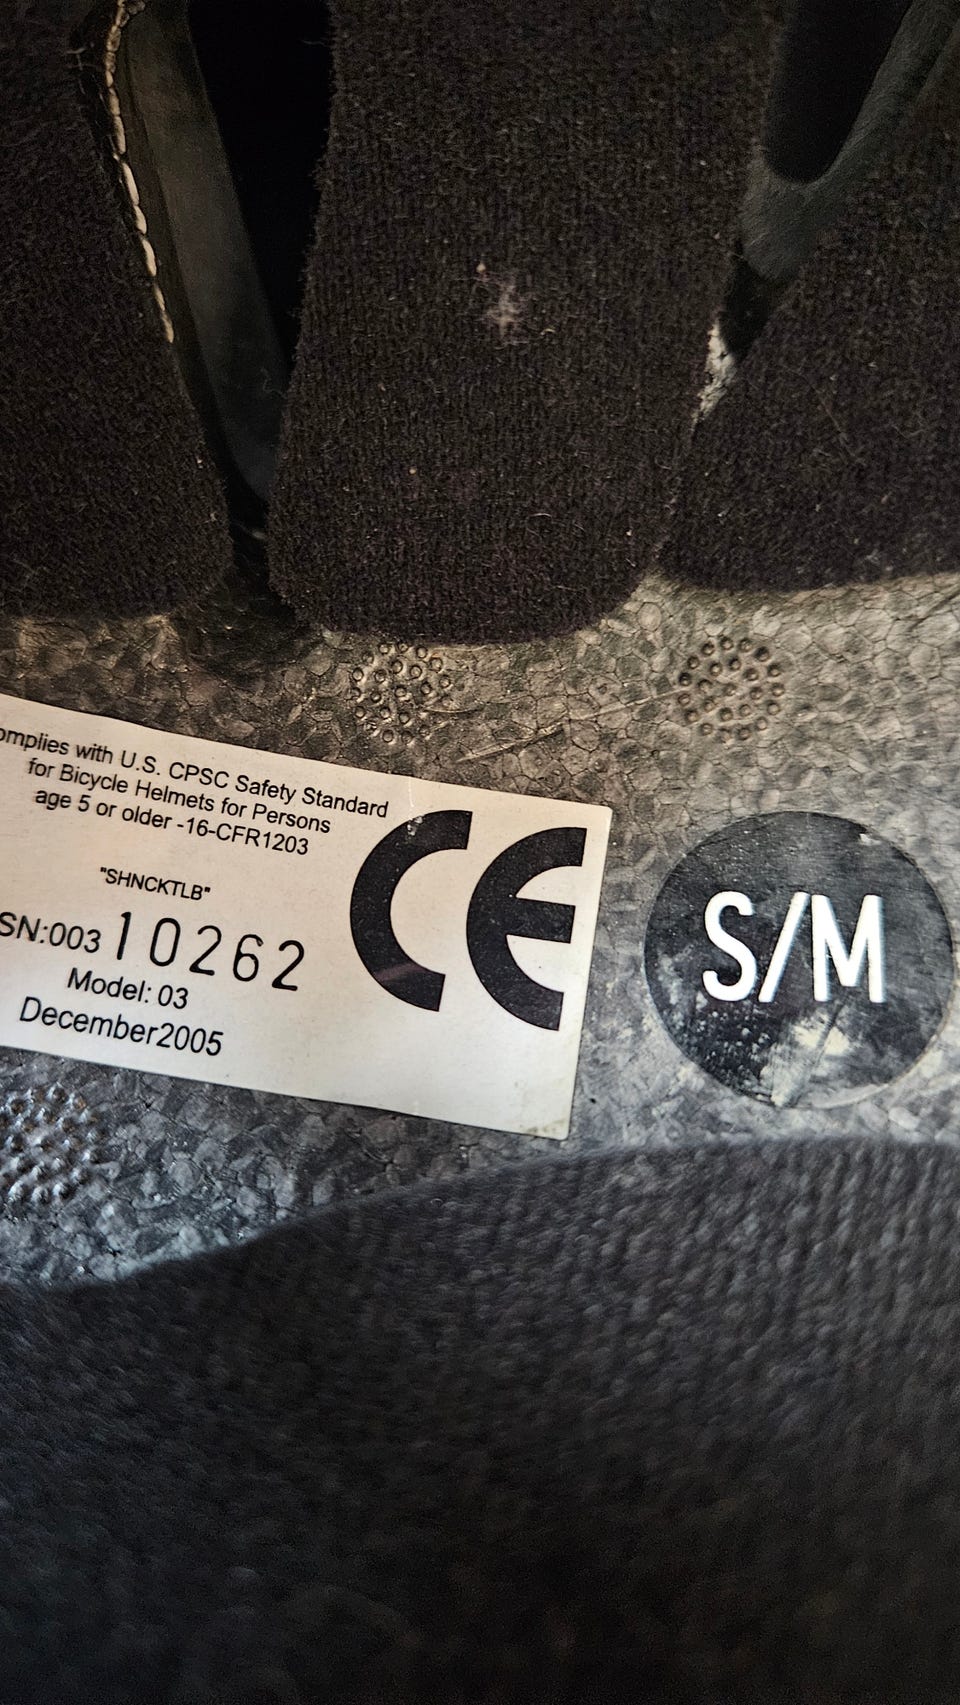 omplies with U.S. CPSC Safety Standard
for Bicycle Helmets for Persons
age 5 or older -16-CFR1203
"SHNCKTLB"
SN:003 10262
Model: 03
December2005
CE
S/M